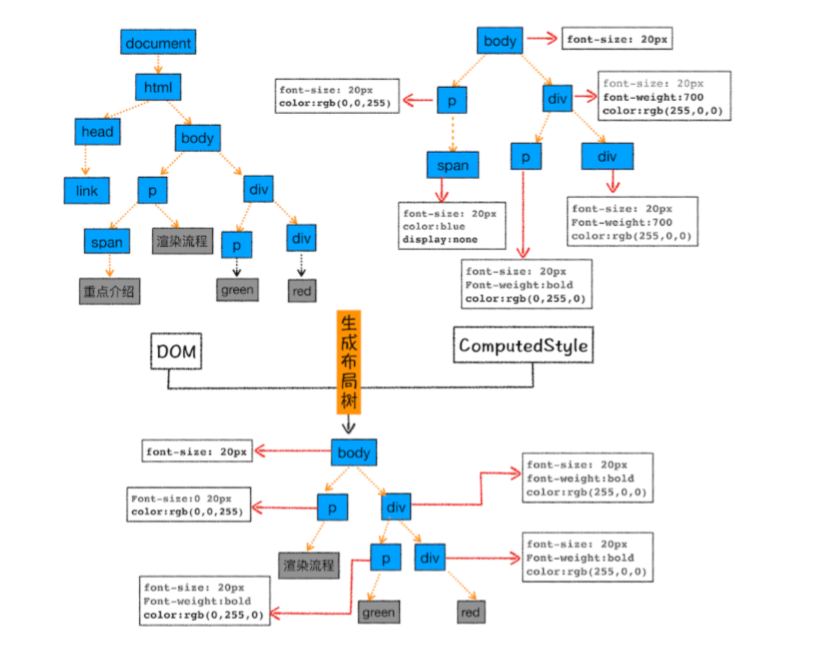 document
html
head
body
link
p
div
span
渲染流程
p
div
重点介绍
green
red
body
font-size: 20px
font-size: 20px
color:rgb(0,0,255)
p
div
font-size: 20px
font-weight:700
color:rgb(255,0,0)
span
p
div
font-size: 20px
color:blue
display:none
font-size: 20px
Font-weight:700
color:rgb(255,0,0)
font-size: 20px
Font-weight:bold
color:rgb(0,255,0)
DOM
生成布局树
ComputedStyle
font-size: 20px
body
font-size: 20px
font-weight:bold
color:rgb(255,0,0)
Font-size:0 20px
color:rgb(0,0,255)
p
div
渲染流程
p
div
font-size: 20px
Font-weight:bold
color:rgb(255,0,0)
font-size: 20px
Font-weight:bold
color:rgb(0,255,0)
green
red